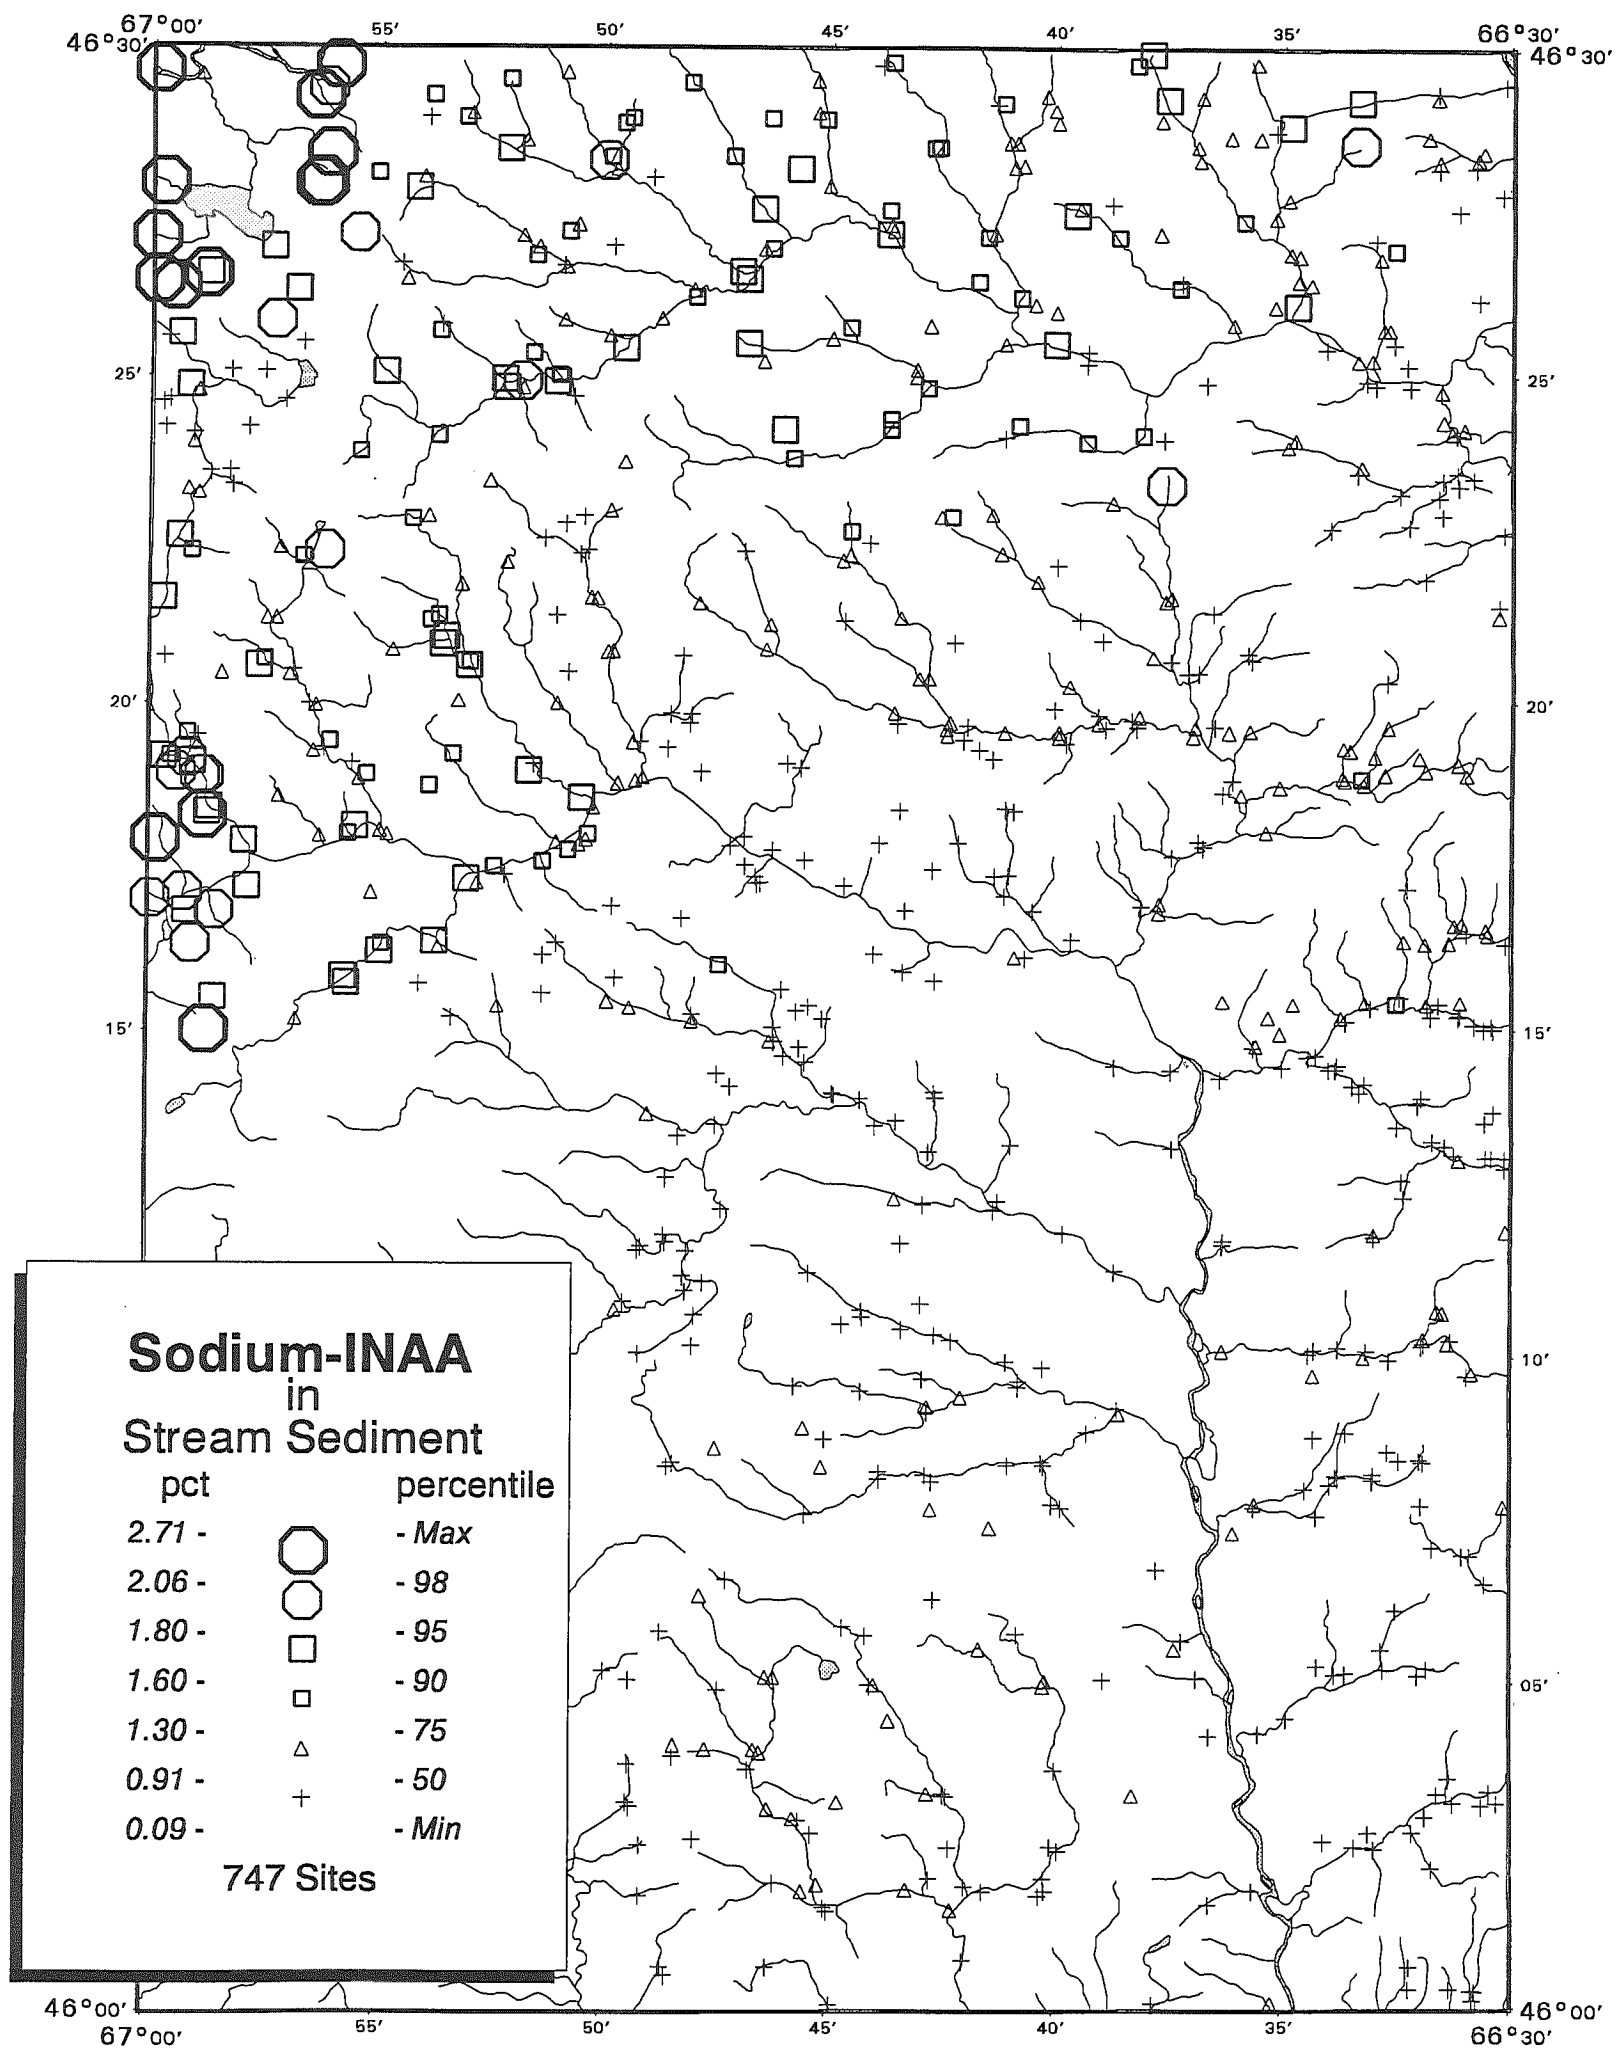 67°00′ 55′ 50′ 45′ 40′ 35′ 66°30′
46°30′ 46°30′
25′ 25′
20′ 20′
15′ 15′
Sodium-INAA
in
Stream Sediment
pct percentile
2.71 - - Max
2.06 - - 98
1.80 - - 95
1.60 - - 90
1.30 - - 75
0.91 - - 50
0.09 - - Min
747 Sites
10′
05′
46°00′ 46°00′
67°00′ 55′ 50′ 45′ 40′ 35′ 66°30′